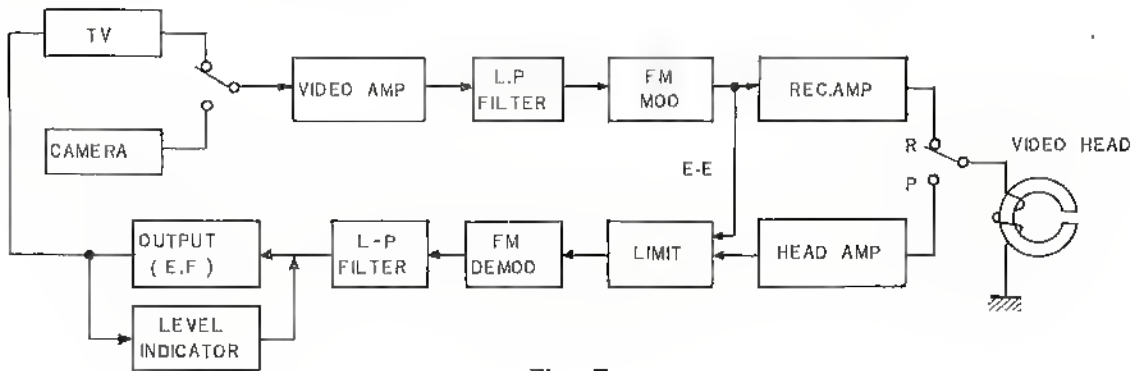 TV
CAMERA
VIDEO AMP
L.P
FILTER
FM
MOD
REC.AMP
R
P
VIDEO HEAD
E-E
OUTPUT
(E.F)
L-P
FILTER
FM
DEMOD
LIMIT
HEAD AMP
LEVEL
INDICATOR